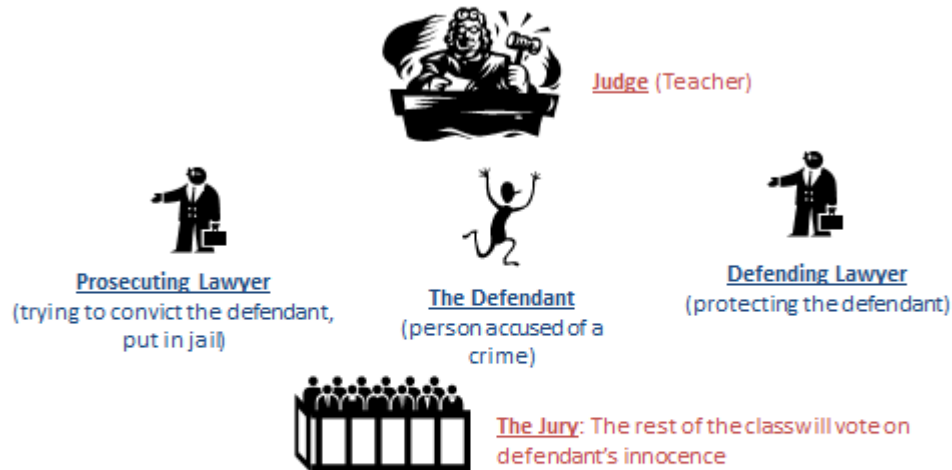 Judge (Teacher)
Prosecuting Lawyer
(trying to convict the defendant,
put in jail)
The Defendant
(person accused of a
crime)
Defending Lawyer
(protecting the defendant)
The Jury: The rest of the class will vote on
defendant's innocence